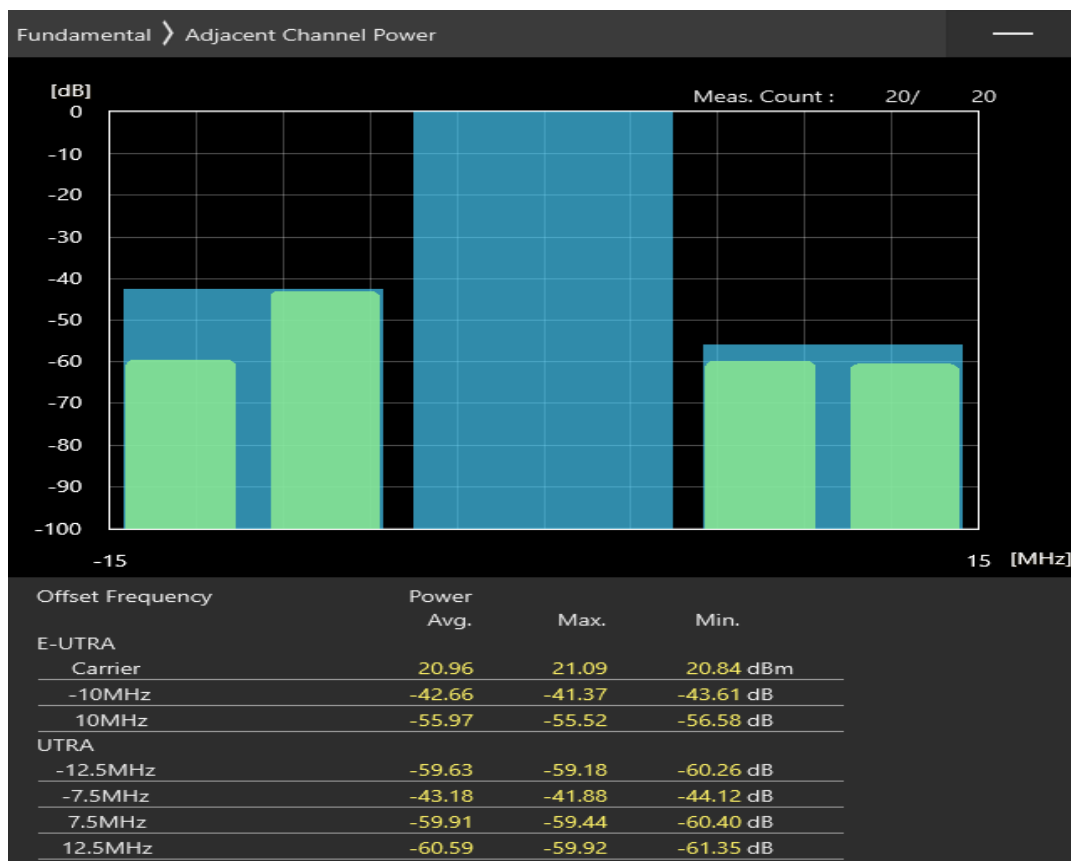 Fundamental ❯ Adjacent Channel Power
[dB]
Meas. Count : 20/ 20
0
-10
-20
-30
-40
-50
-60
-70
-80
-90
-100
-15 15 [MHz]
Offset Frequency Power
Avg. Max. Min.
E-UTRA
Carrier 20.96 21.09 20.84 dBm
-10MHz -42.66 -41.37 -43.61 dB
10MHz -55.97 -55.52 -56.58 dB
UTRA
-12.5MHz -59.63 -59.18 -60.26 dB
-7.5MHz -43.18 -41.88 -44.12 dB
7.5MHz -59.91 -59.44 -60.40 dB
12.5MHz -60.59 -59.92 -61.35 dB